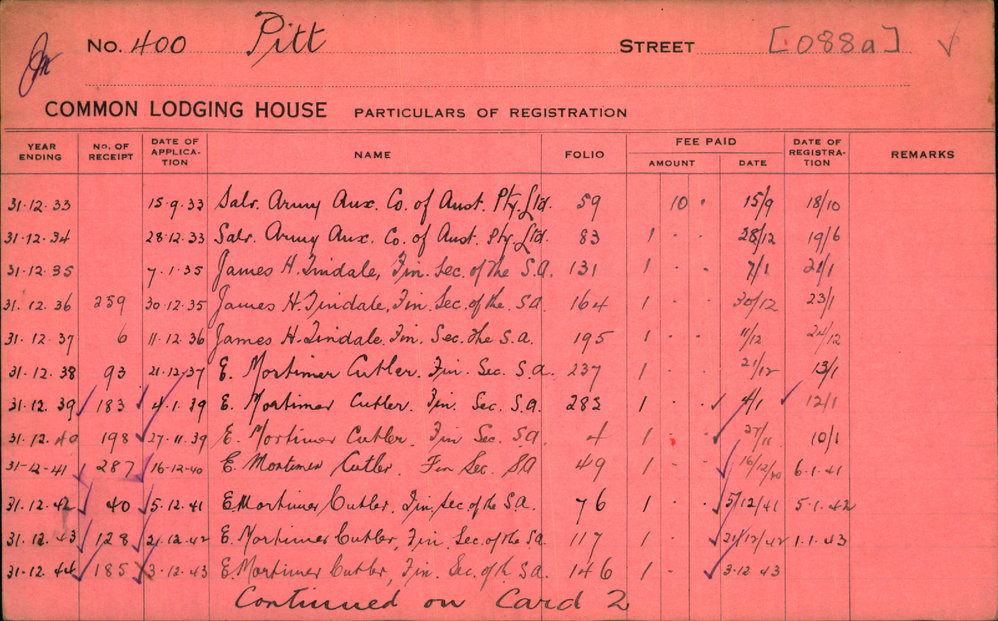 Jn No. 400 Pitt STREET [088a] ✓
COMMON LODGING HOUSE PARTICULARS OF REGISTRATION
YEAR ENDING No. OF RECEIPT DATE OF APPLICA-TION NAME FOLIO FEE PAID AMOUNT DATE DATE OF REGISTRA-TION REMARKS
31.12.33 15.9.33 Salv. Army Aux. Co. of Aust. Pty. Ltd. 59 10 . 15/9 18/10
31.12.34 28.12.33 Salv. Army Aux. Co. of Aust. Pty. Ltd. 83 1 . . 28/12 19/6
31.12.35 7.1.35 James H. Tindale, Fin. Sec. of the S.A. 131 1 . . 7/1 21/1
31.12.36 259 30.12.35 James H. Tindale, Fin. Sec. of the. S.A. 164 1 . . 30/12 23/1
31.12.37 6 11.12.36 James H. Tindale, Fin. Sec. the S.A. 195 1 . . 11/12 24/12
31.12.38 93 21.12.37 E. Mortimer Cutler. Fin. Sec. S.A. 237 1 . . 21/12 13/1
31.12.39 ✓ 183 ✓ 4.1.39 E. Mortimer Cutler. Fin. Sec. S.A. 282 1 . . ✓ 4/1 ✓ 12/1
31.12.40 198 ✓ 27.11.39 E. Mortimer Cutler. Fin Sec. S.A. 4 1 . . ✓ 27/11 10/1
31-12-41 ✓ 287 ✓ 16-12-40 E. Mortimer Cutler. Fin Sec. SA 49 1 . . ✓ 16/12/40 6.1.41
31.12.42 ✓ 40 ✓ 5.12.41 E Mortimer Cutler, Fin, Sec of the S.A. 76 1 . . ✓ 5/12/41 5.1.42
31.12.43 ✓ 128 ✓ 21.12.42 E. Mortimer Cutler, Fin. Sec. of the S.A. 117 1 . . ✓ 21/12/42 1.1.43
31.12.44 ✓ 185 ✓ 3.12.43 E. Mortimer Cutler, Fin. Sec. of th S.A. 146 1 . ✓ 3.12.43
Continued on Card 2